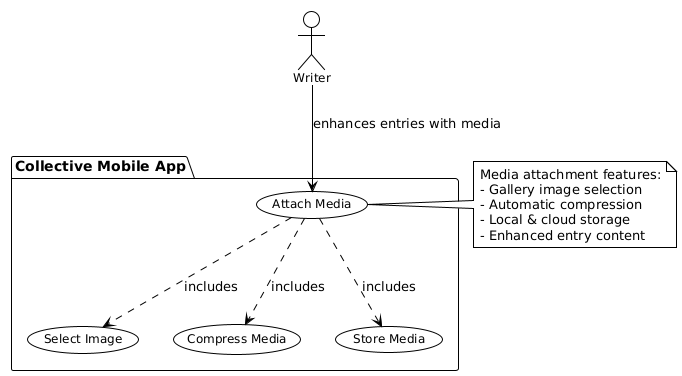 Writer
enhances entries with media
Collective Mobile App
Media attachment features:
- Gallery image selection
- Automatic compression
- Local & cloud storage
- Enhanced entry content
Attach Media
includes
includes
includes
Select Image
Compress Media
Store Media